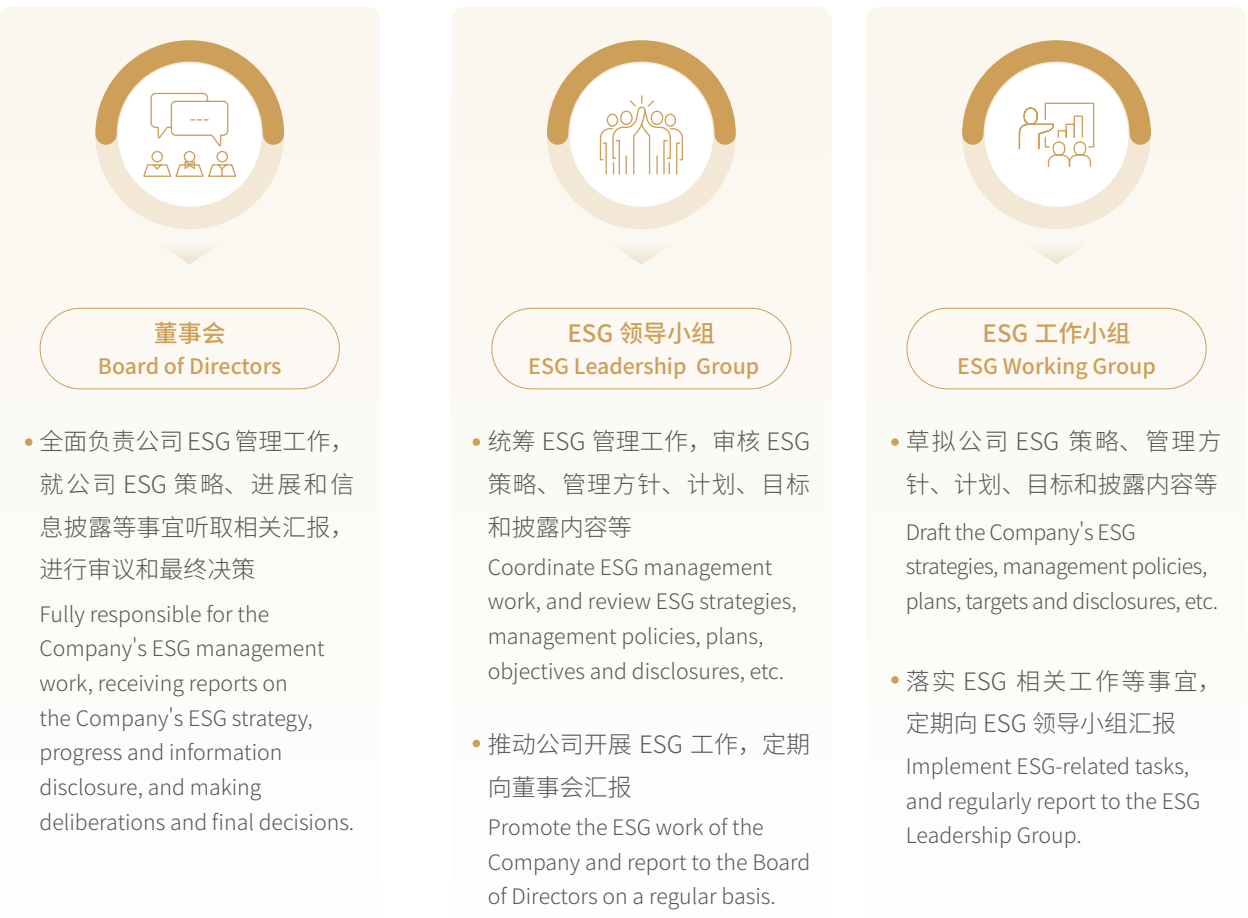 董事会
Board of Directors
• 全面负责公司 ESG 管理工作，
就公司 ESG 策略、进展和信
息披露等事宜听取相关汇报，
进行审议和最终决策
Fully responsible for the
Company's ESG management
work, receiving reports on
the Company's ESG strategy,
progress and information
disclosure, and making
deliberations and final decisions.
ESG 领导小组
ESG Leadership Group
• 统筹 ESG 管理工作，审核 ESG
策略、管理方针、计划、目标
和披露内容等
Coordinate ESG management
work, and review ESG strategies,
management policies, plans,
objectives and disclosures, etc.
• 推动公司开展 ESG 工作，定期
向董事会汇报
Promote the ESG work of the
Company and report to the Board
of Directors on a regular basis.
ESG 工作小组
ESG Working Group
• 草拟公司 ESG 策略、管理方
针、计划、目标和披露内容等
Draft the Company's ESG
strategies, management policies,
plans, targets and disclosures, etc.
• 落实 ESG 相关工作等事宜，
定期向 ESG 领导小组汇报
Implement ESG-related tasks,
and regularly report to the ESG
Leadership Group.